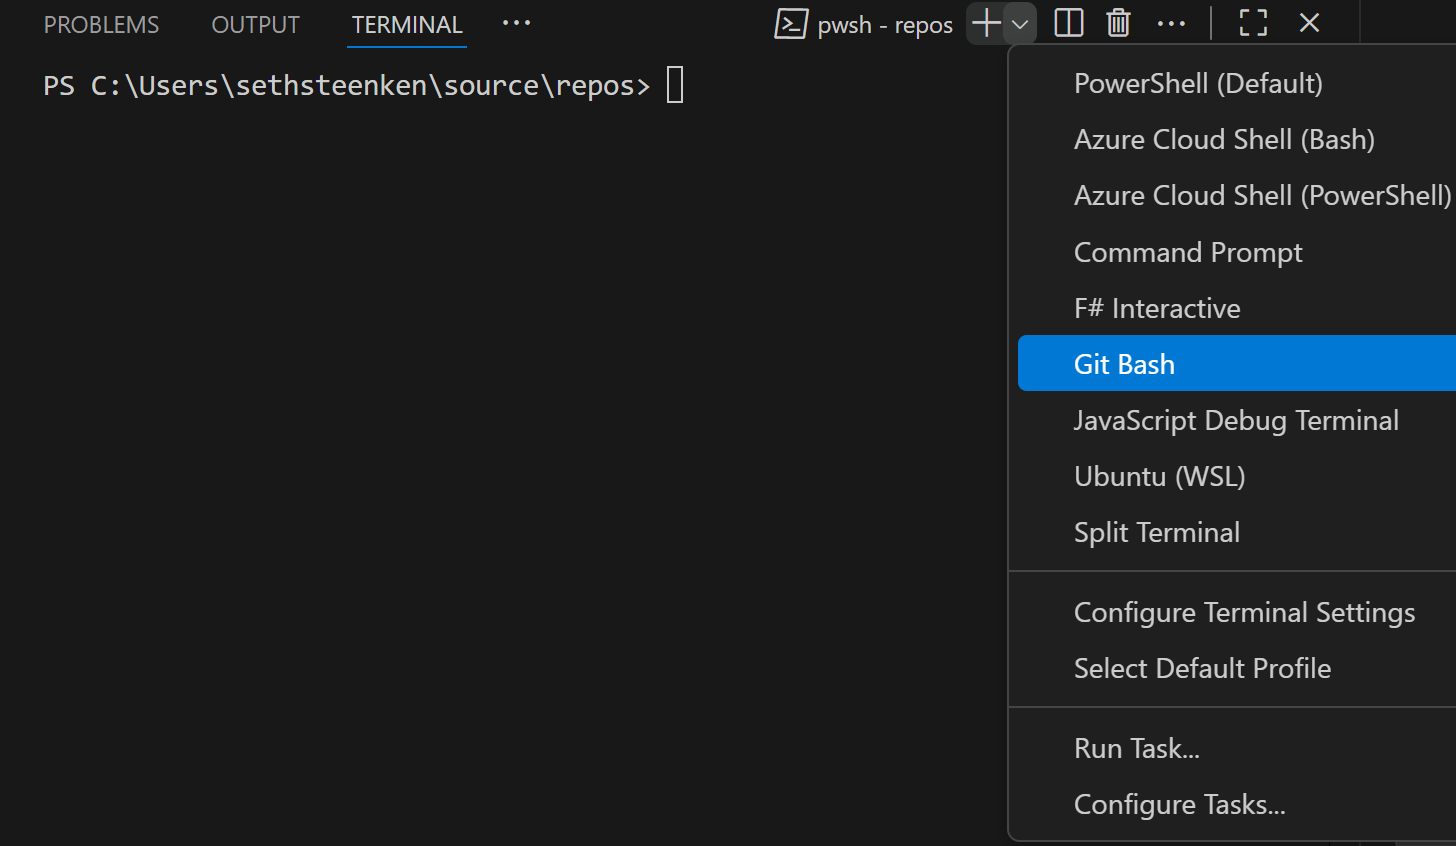 PROBLEMS OUTPUT TERMINAL ··· pwsh - repos
PS C:\Users\sethsteenken\source\repos>
PowerShell (Default)
Azure Cloud Shell (Bash)
Azure Cloud Shell (PowerShell)
Command Prompt
F# Interactive
Git Bash
JavaScript Debug Terminal
Ubuntu (WSL)
Split Terminal
Configure Terminal Settings
Select Default Profile
Run Task...
Configure Tasks...